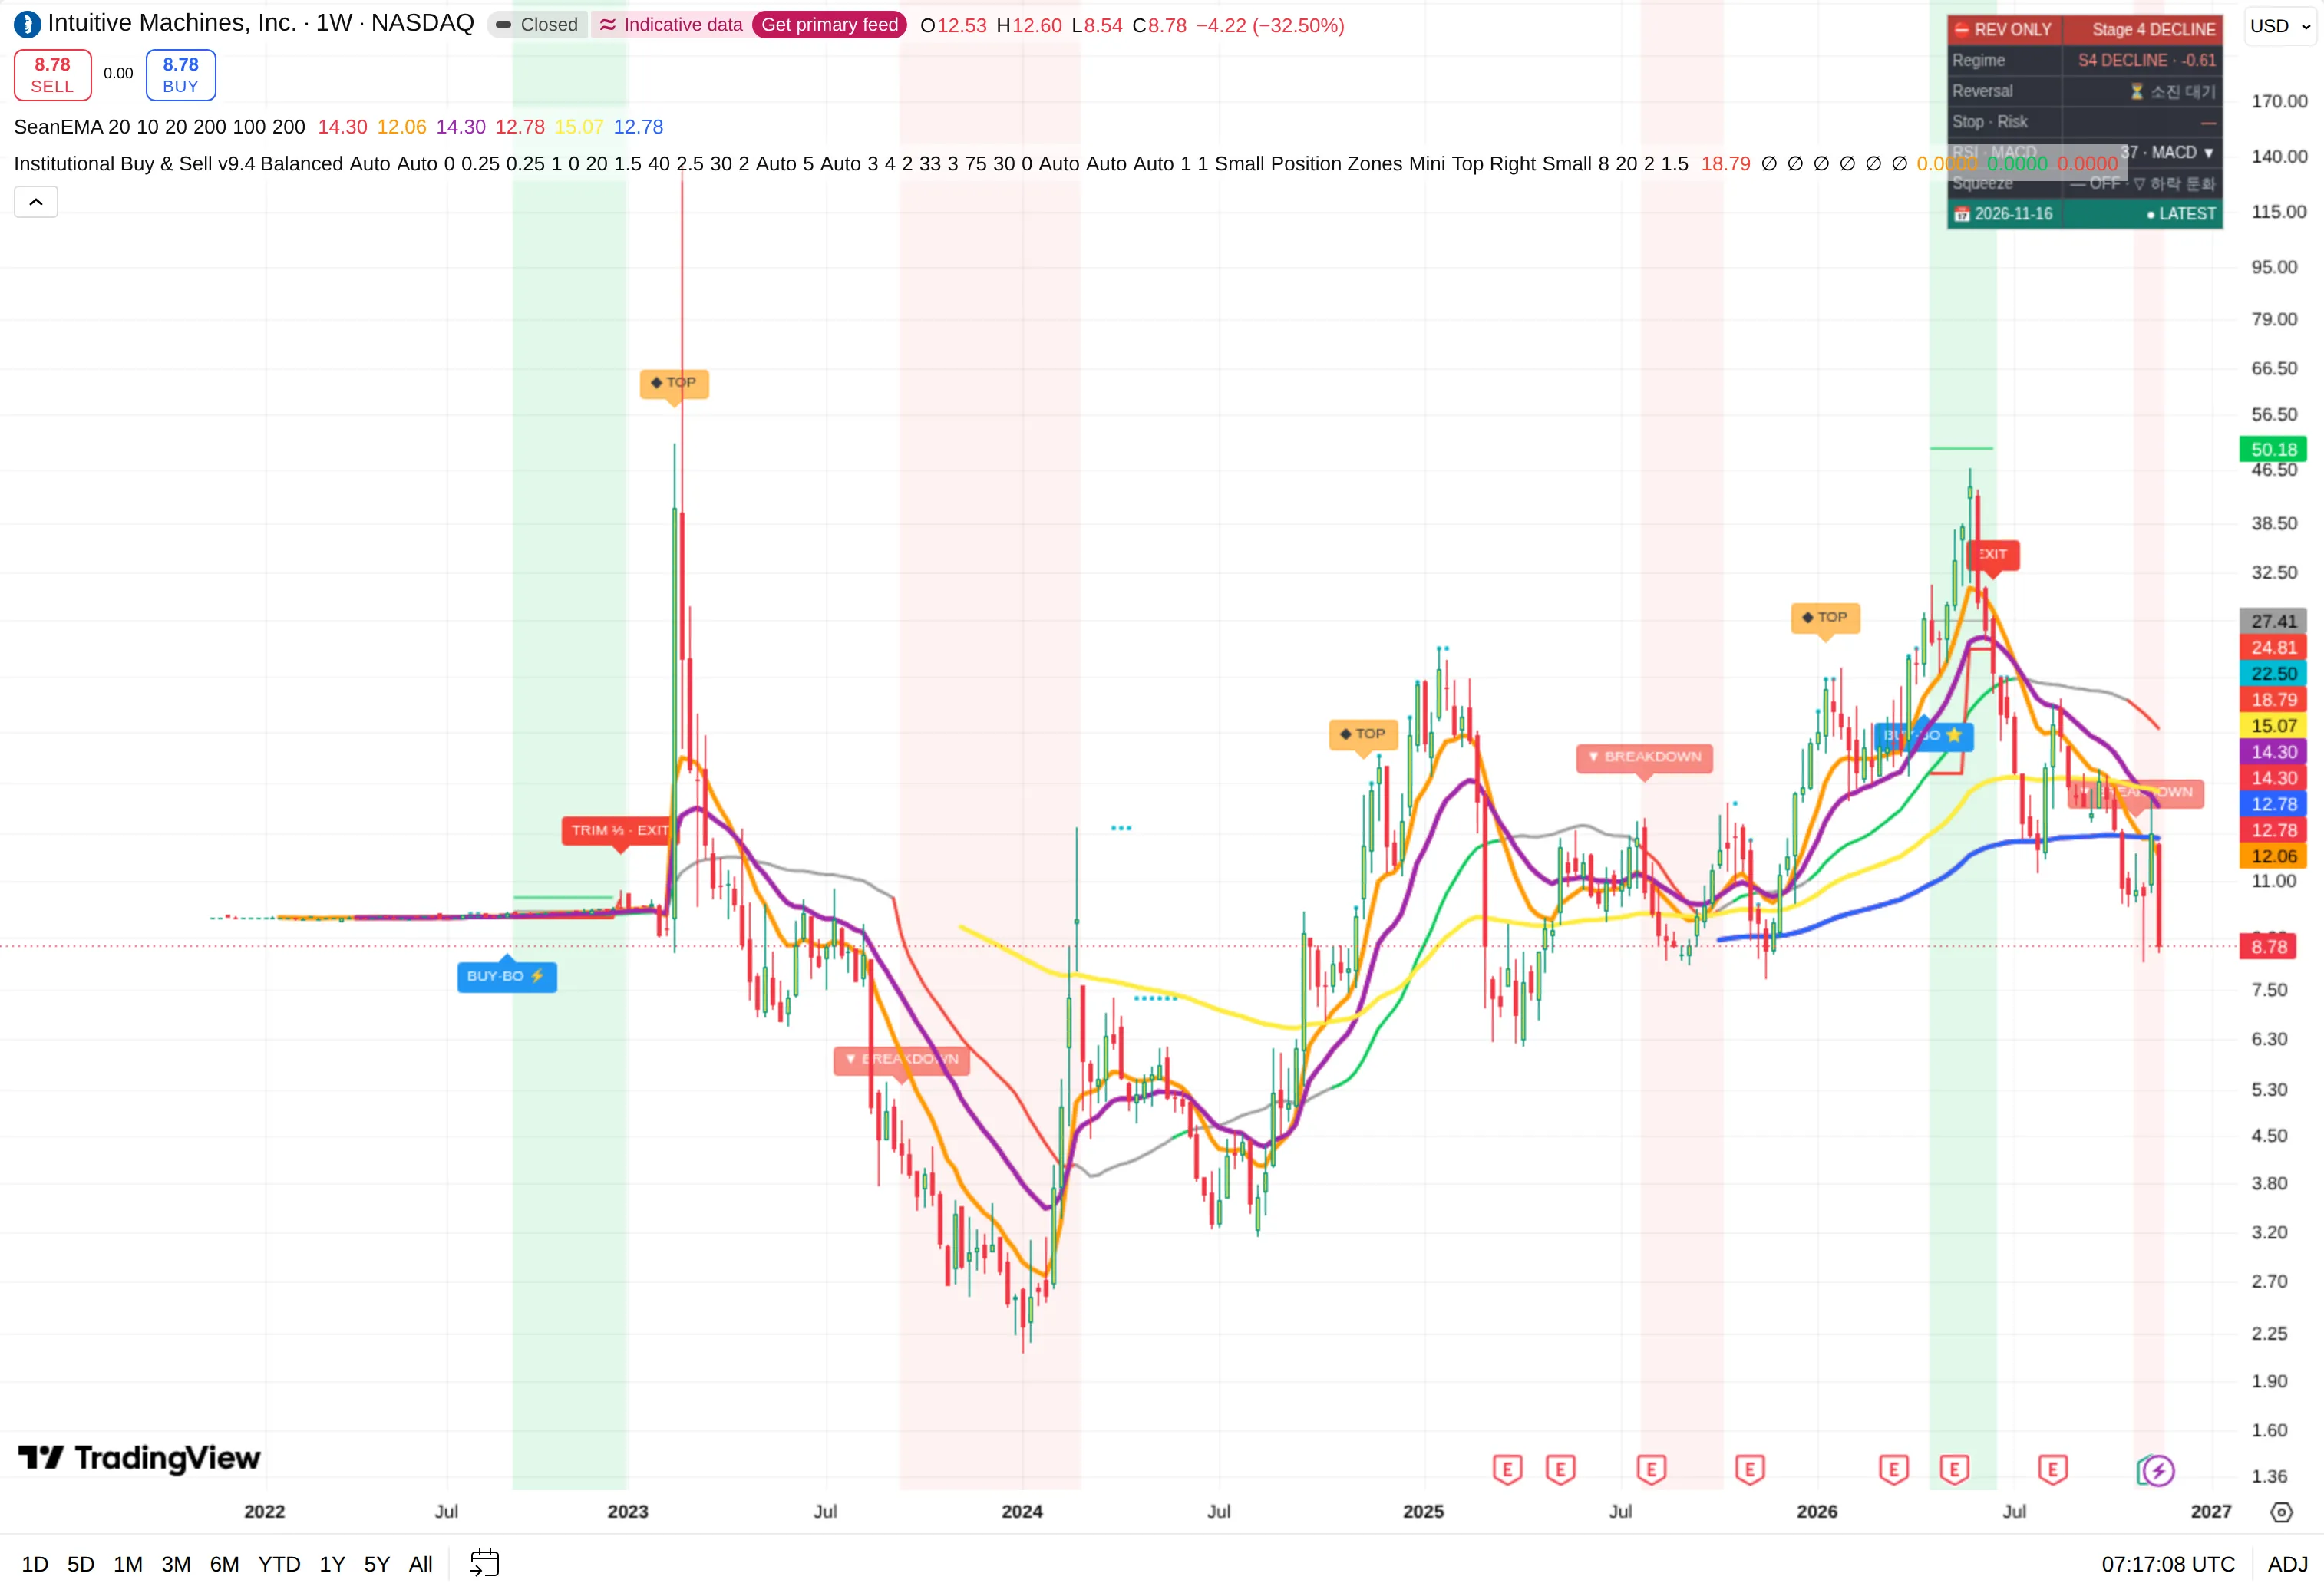 Intuitive Machines, Inc. · 1W · NASDAQ Closed Indicative data Get primary feed O12.53 H12.60 L8.54 C8.78 −4.22 (−32.50%)
8.78 SELL 0.00 8.78 BUY
SeanEMA 20 10 20 200 100 200 14.30 12.06 14.30 12.78 15.07 12.78
Institutional Buy & Sell v9.4 Balanced Auto Auto 0 0.25 0.25 1 0 20 1.5 40 2.5 30 2 Auto 5 Auto 3 4 2 33 3 75 30 0 Auto Auto Auto 1 1 Small Position Zones Mini Top Right Small 8 20 2 1.5 18.79 ∅ ∅ ∅ ∅ ∅ ∅ 0.0000 0.0000 0.0000
⛔ REV ONLY Stage 4 DECLINE
Regime S4 DECLINE · -0.61
Reversal ⏳ 소진 대기
Stop · Risk —
RSI · MACD 37 · MACD ▼
Squeeze — OFF · ▽ 하락 둔화
📅 2026-11-16 ● LATEST
USD
170.00
140.00
115.00
95.00
79.00
66.50
56.50
50.18
46.50
38.50
32.50
27.41
24.81
22.50
18.79
15.07
14.30
14.30
12.78
12.78
12.06
11.00
8.78
7.50
6.30
5.30
4.50
3.80
3.20
2.70
2.25
1.90
1.60
1.36
◆ TOP
EXIT
◆ TOP
◆ TOP
BUY-BO ⭐
▼ BREAKDOWN
▼ BREAKDOWN
TRIM ⅓ · EXIT
BUY-BO ⚡
▼ BREAKDOWN
TradingView
E E E E E E E
2022 Jul 2023 Jul 2024 Jul 2025 Jul 2026 Jul 2027
1D 5D 1M 3M 6M YTD 1Y 5Y All 07:17:08 UTC ADJ